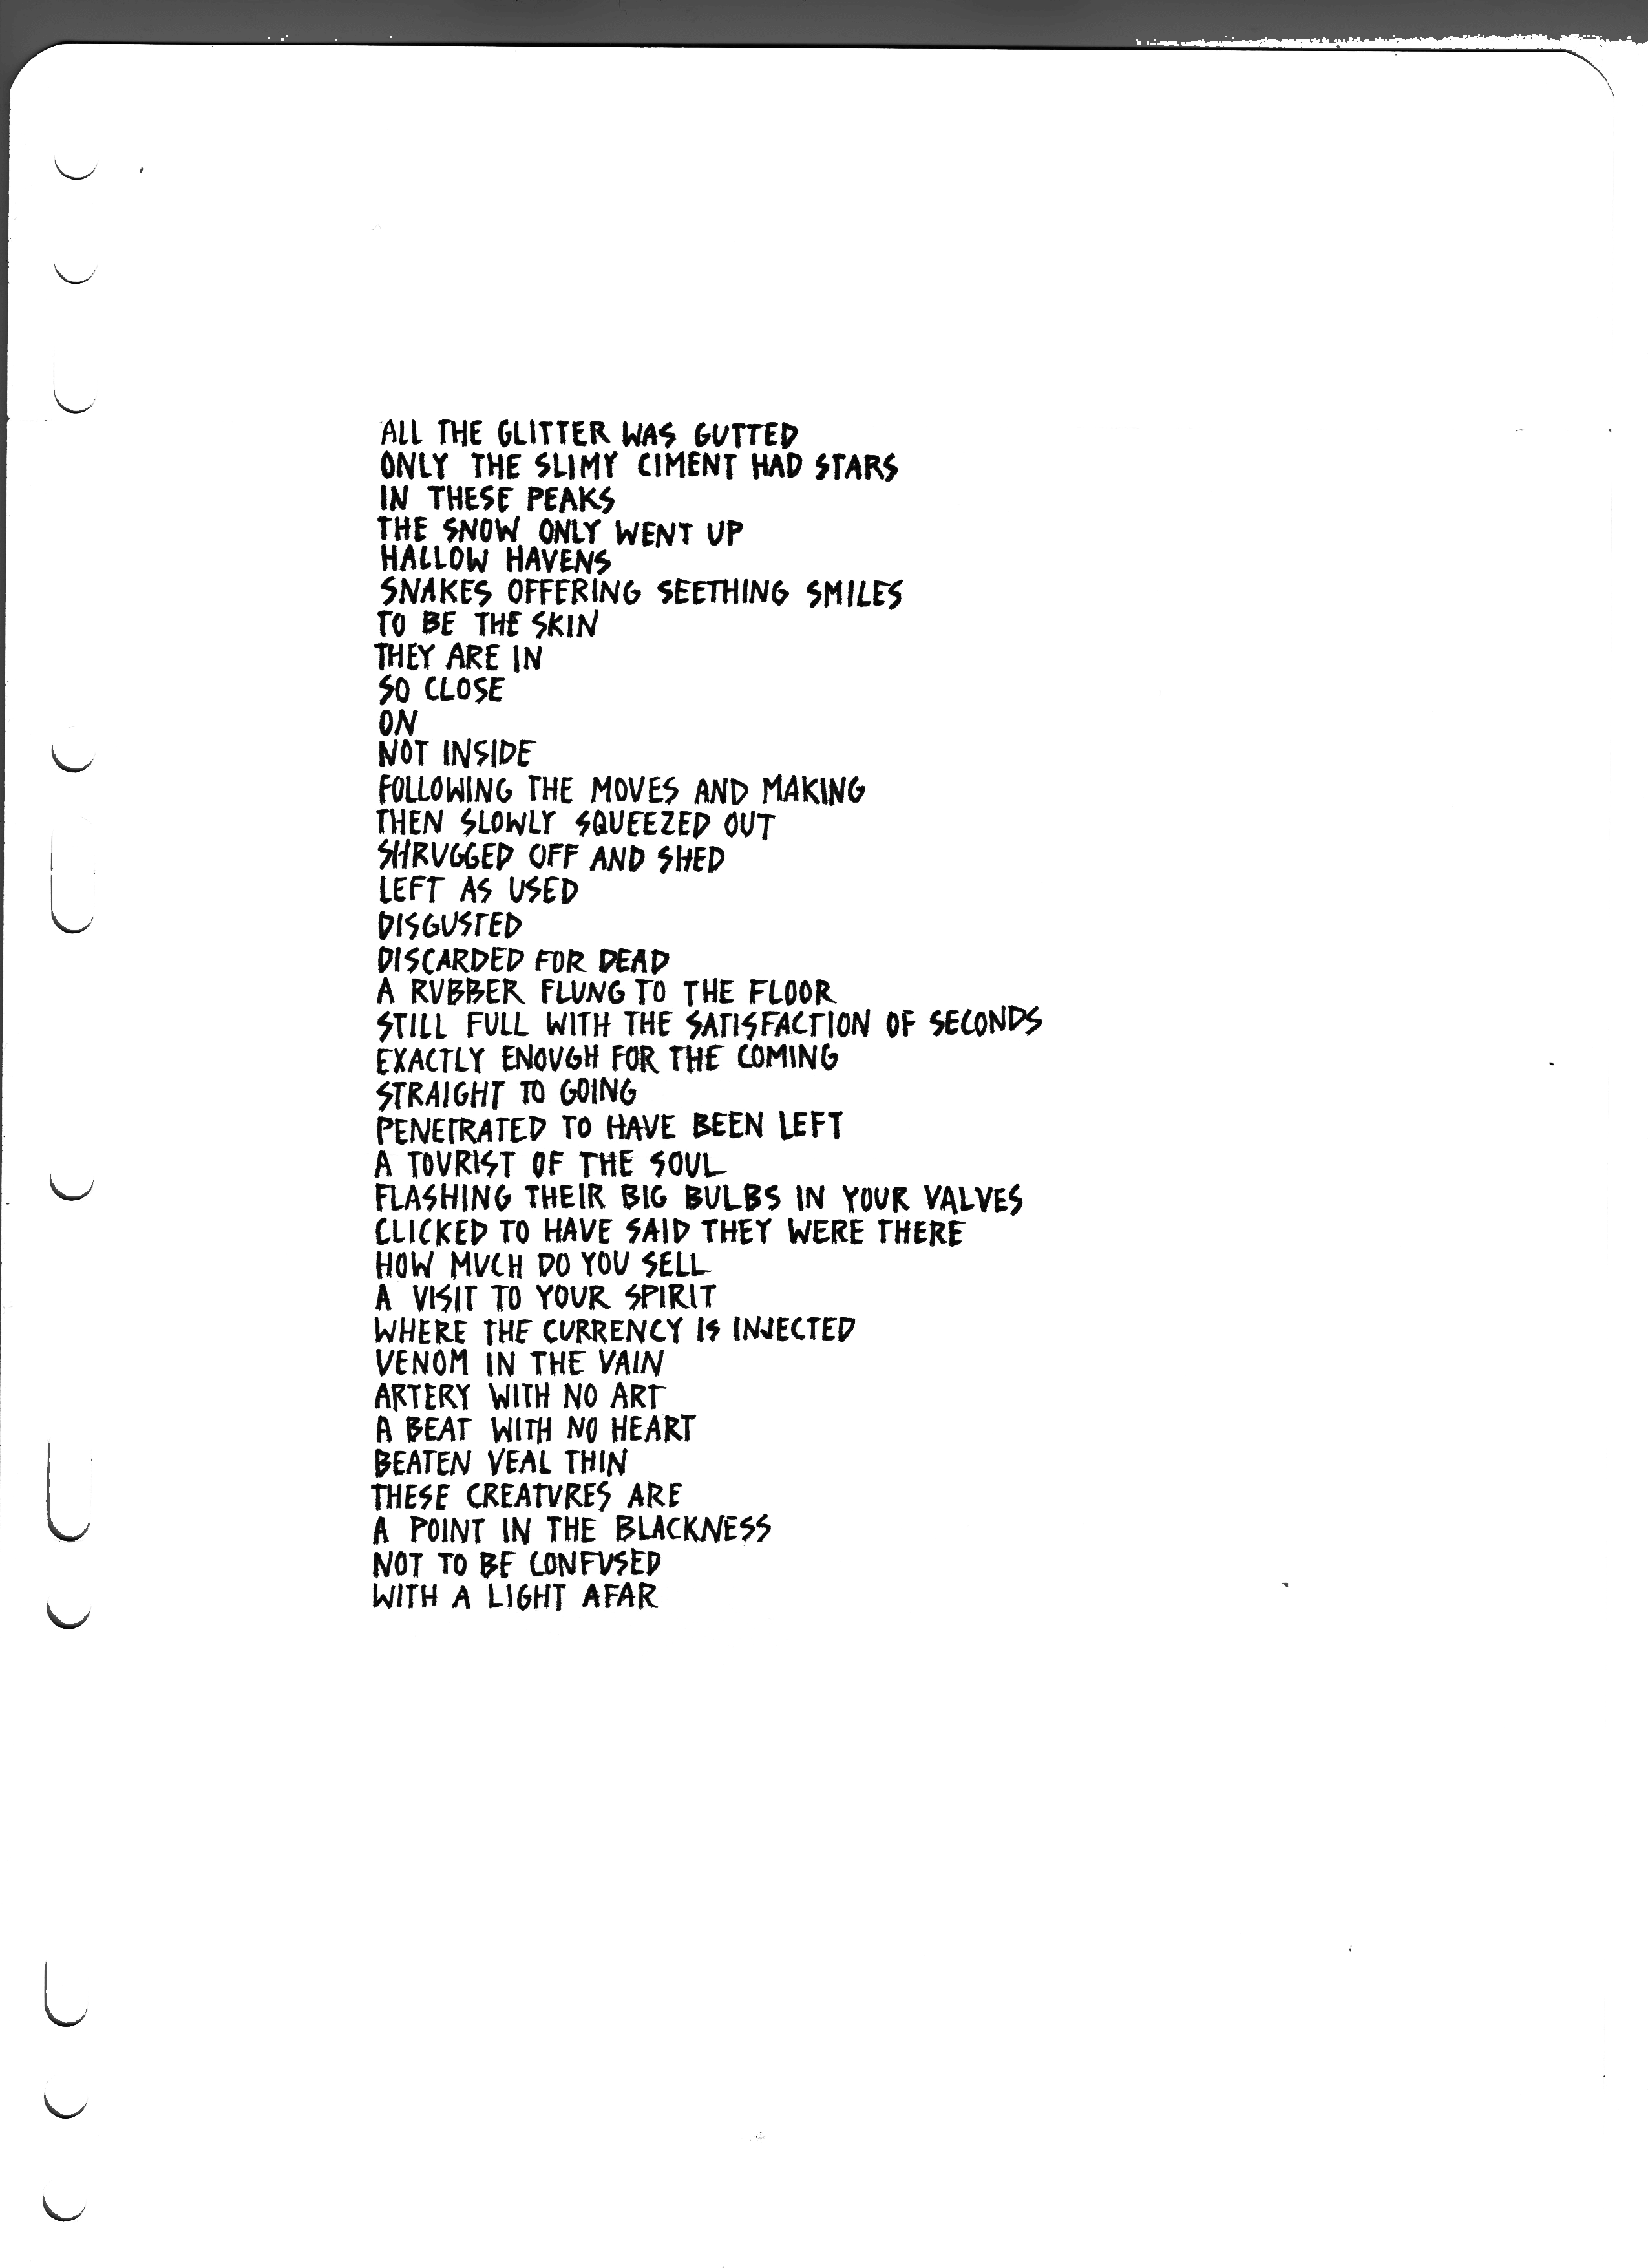 ALL THE GLITTER WAS GUTTED
ONLY THE SLIMY CIMENT HAD STARS
IN THESE PEAKS
THE SNOW ONLY WENT UP
HALLOW HAVENS
SNAKES OFFERING SEETHING SMILES
TO BE THE SKIN
THEY ARE IN
SO CLOSE
ON
NOT INSIDE
FOLLOWING THE MOVES AND MAKING
THEN SLOWLY SQUEEZED OUT
SHRUGGED OFF AND SHED
LEFT AS USED
DISGUSTED
DISCARDED FOR DEAD
A RUBBER FLUNG TO THE FLOOR
STILL FULL WITH THE SATISFACTION OF SECONDS
EXACTLY ENOUGH FOR THE COMING
STRAIGHT TO GOING
PENETRATED TO HAVE BEEN LEFT
A TOURIST OF THE SOUL
FLASHING THEIR BIG BULBS IN YOUR VALVES
CLICKED TO HAVE SAID THEY WERE THERE
HOW MUCH DO YOU SELL
A VISIT TO YOUR SPIRIT
WHERE THE CURRENCY IS INJECTED
VENOM IN THE VAIN
ARTERY WITH NO ART
A BEAT WITH NO HEART
BEATEN VEAL THIN
THESE CREATURES ARE
A POINT IN THE BLACKNESS
NOT TO BE CONFUSED
WITH A LIGHT AFAR